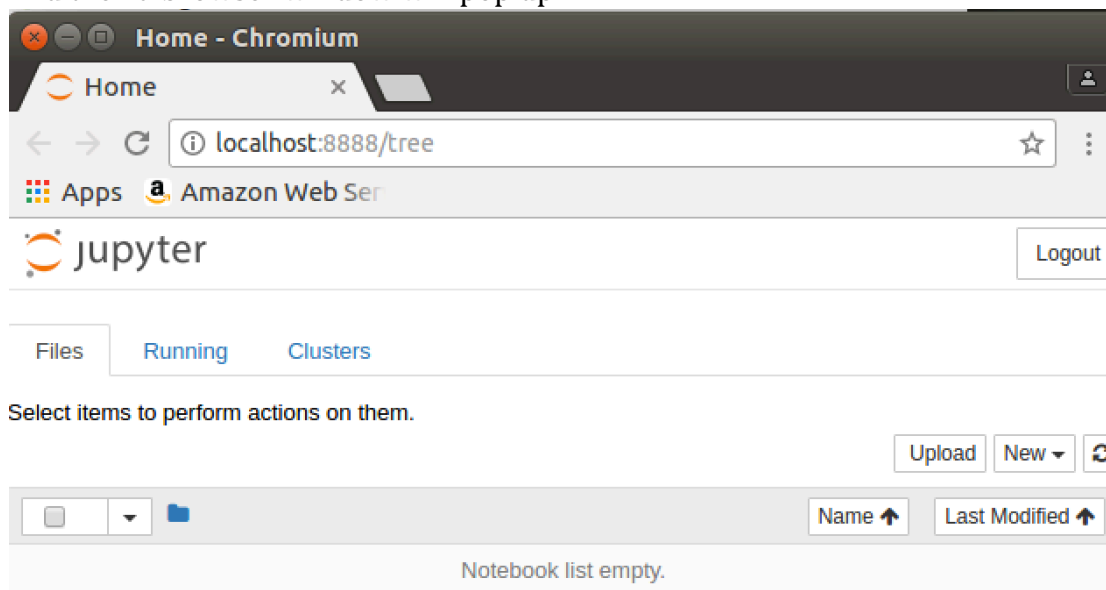 Home - Chromium
Home
localhost:8888/tree
Apps Amazon Web Ser
jupyter
Logout
Files Running Clusters
Select items to perform actions on them.
Upload New
Name Last Modified
Notebook list empty.